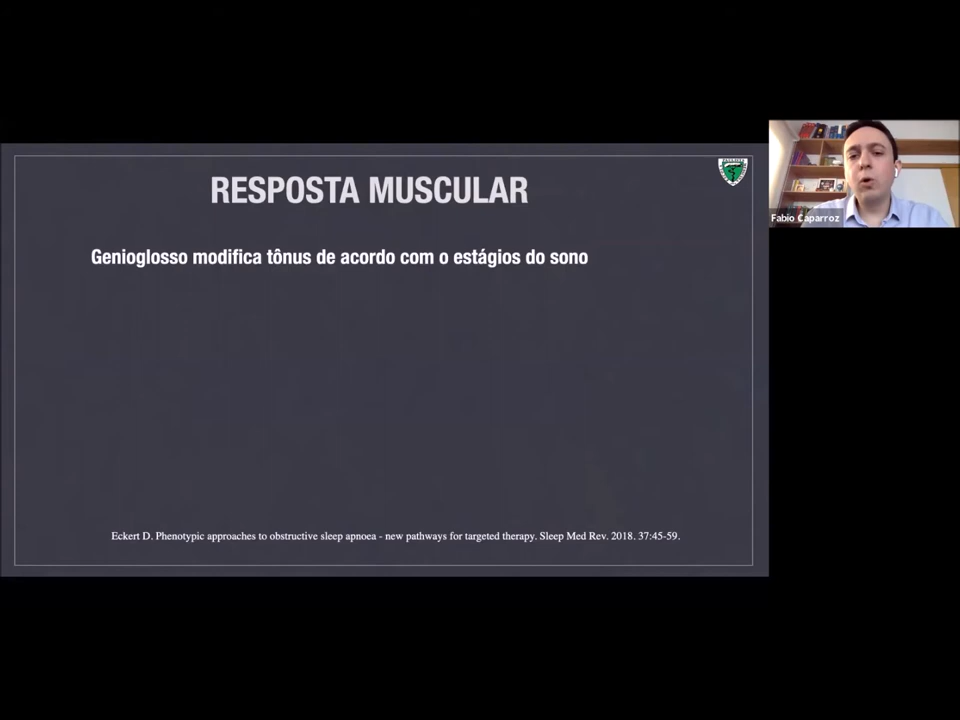 RESPOSTA MUSCULAR
Genioglosso modifica tônus de acordo com o estágios do sono
Eckert D. Phenotypic approaches to obstructive sleep apnoea - new pathways for targeted therapy. Sleep Med Rev. 2018. 37:45-59.
Fabio Caparroz